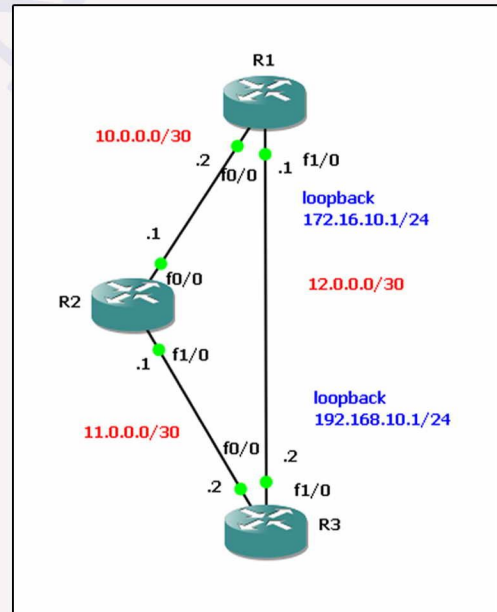 R1
10.0.0.0/30
.2
f0/0
.1
f1/0
loopback
172.16.10.1/24
.1
f0/0
12.0.0.0/30
R2
.1
f1/0
loopback
192.168.10.1/24
11.0.0.0/30
f0/0
.2
.2
f1/0
R3